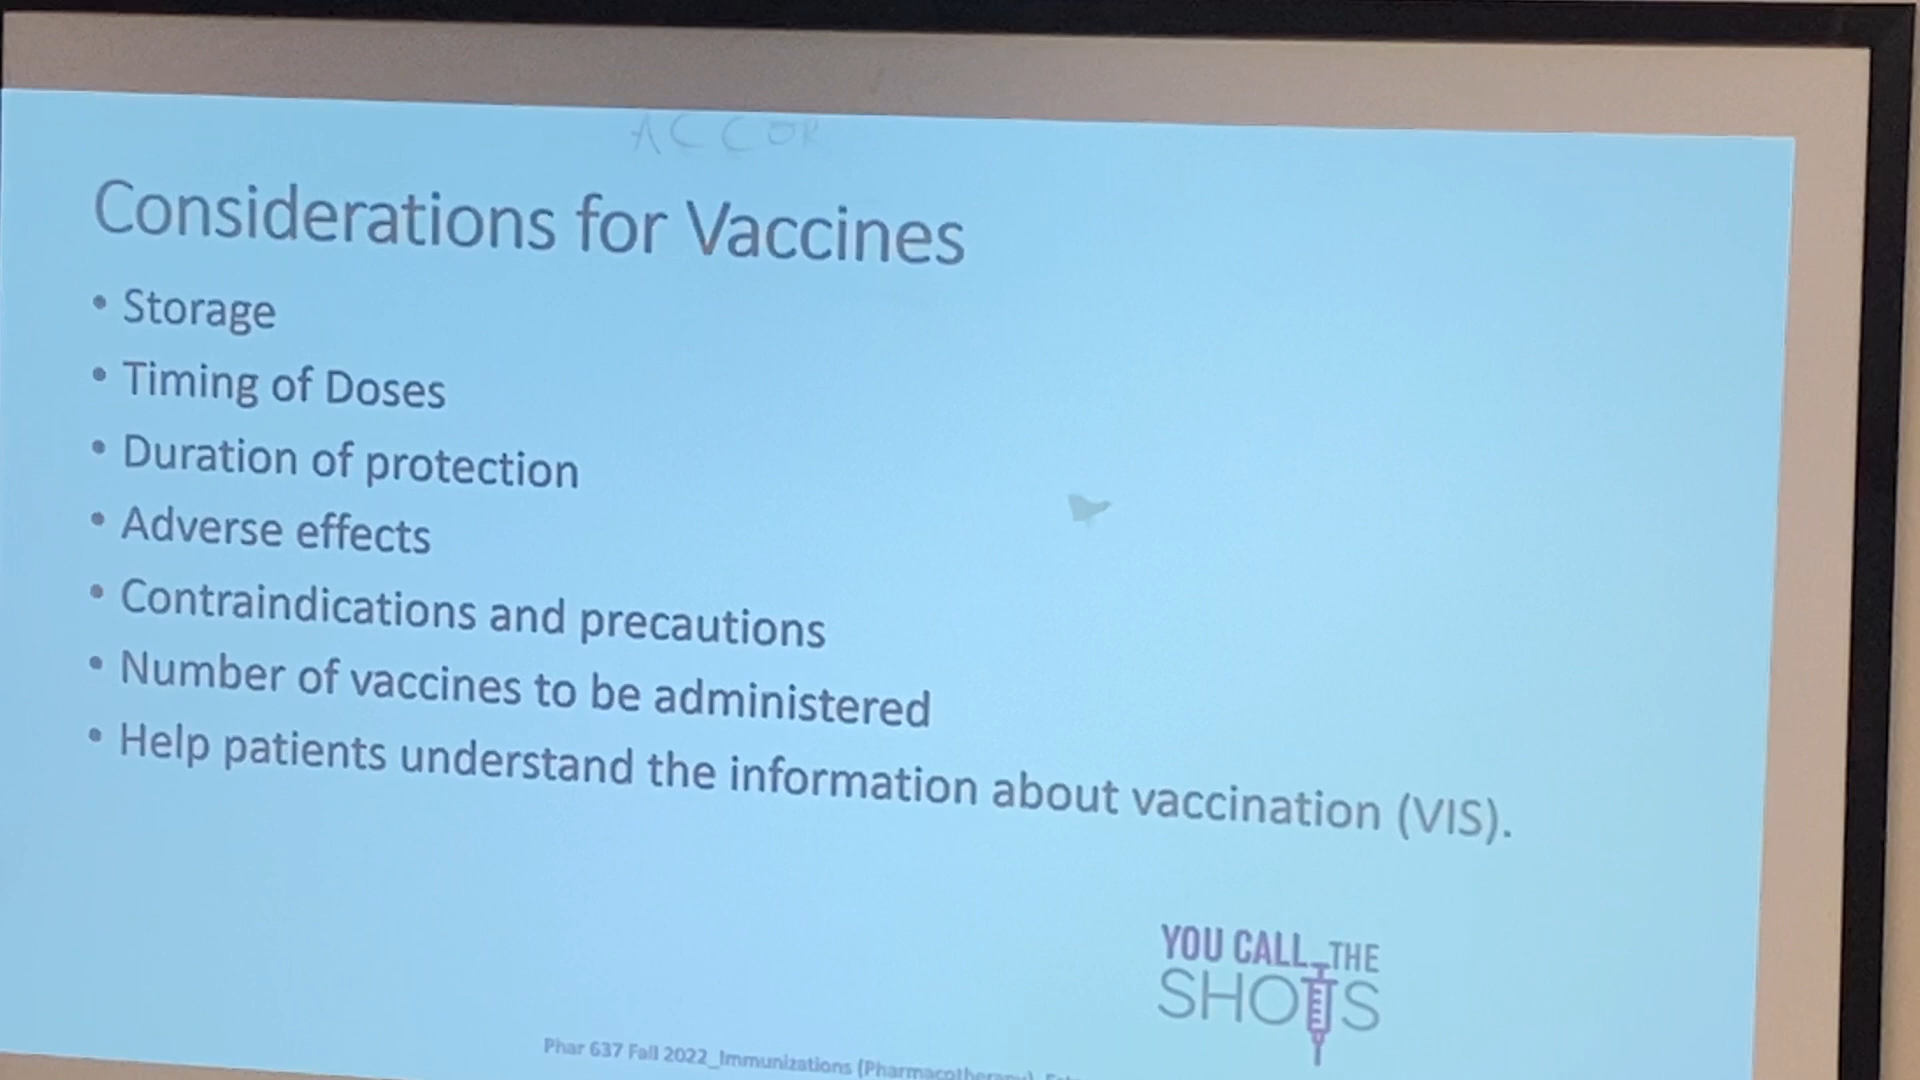 ACCOR
Considerations for Vaccines
• Storage
• Timing of Doses
• Duration of protection
• Adverse effects
• Contraindications and precautions
• Number of vaccines to be administered
• Help patients understand the information about vaccination (VIS).
YOU CALL THE
SHOTS
Phar 637 Fall 2022_Immunizations (Pharmacotherapy)